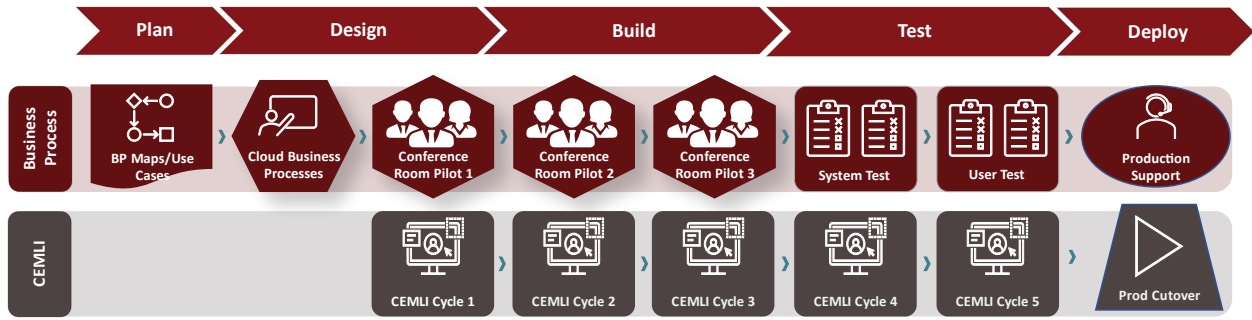 Plan
Design
Build
Test
Deploy
Business
Process
BP Maps/Use
Cases
Cloud Business
Processes
Conference
Room Pilot 1
Conference
Room Pilot 2
Conference
Room Pilot 3
System Test
User Test
Production
Support
CEMLI
CEMLI Cycle 1
CEMLI Cycle 2
CEMLI Cycle 3
CEMLI Cycle 4
CEMLI Cycle 5
Prod Cutover